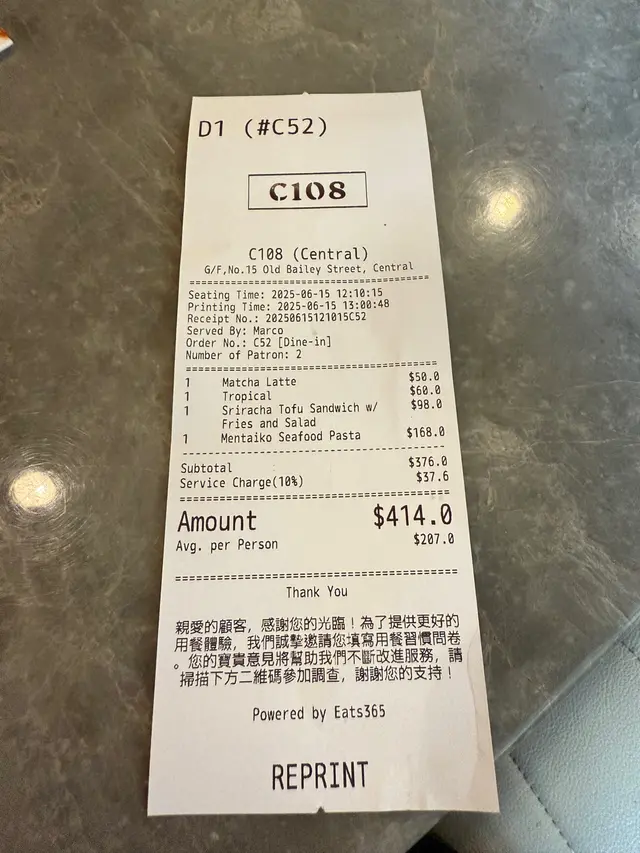 D1 (#C52)
C108
C108 (Central)
G/F,No.15 Old Bailey Street, Central
Seating Time: 2025-06-15 12:10:15
Printing Time: 2025-06-15 13:00:48
Receipt No.: 20250615121015C52
Served By: Marco
Order No.: C52 [Dine-in]
Number of Patron: 2
1 Matcha Latte $50.0
1 Tropical $60.0
1 Sriracha Tofu Sandwich w/ $98.0
Fries and Salad
1 Mentaiko Seafood Pasta $168.0
Subtotal $376.0
Service Charge(10%) $37.6
Amount $414.0
Avg. per Person $207.0
Thank You
親愛的顧客，感謝您的光臨！為了提供更好的
用餐體驗，我們誠摯邀請您填寫用餐習慣問卷
。您的寶貴意見將幫助我們不斷改進服務，請
掃描下方二維碼參加調查，謝謝您的支持！
Powered by Eats365
REPRINT